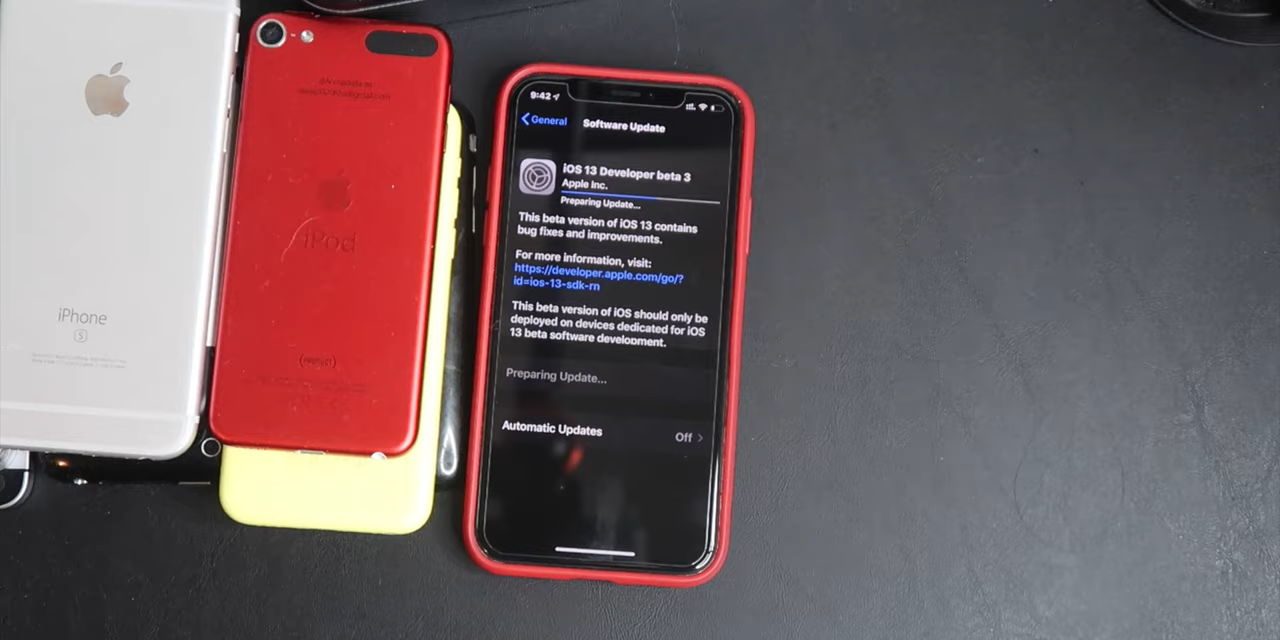 iPhone
S
iPod
9:42
General
Software Update
iOS 13 Developer beta 3
Apple Inc.
Preparing Update...
This beta version of iOS 13 contains
bug fixes and improvements.
For more information, visit:
https://developer.apple.com/go/?
id=ios-13-sdk-rn
This beta version of iOS should only be
deployed on devices dedicated for iOS
13 beta software development.
Preparing Update...
Automatic Updates
Off